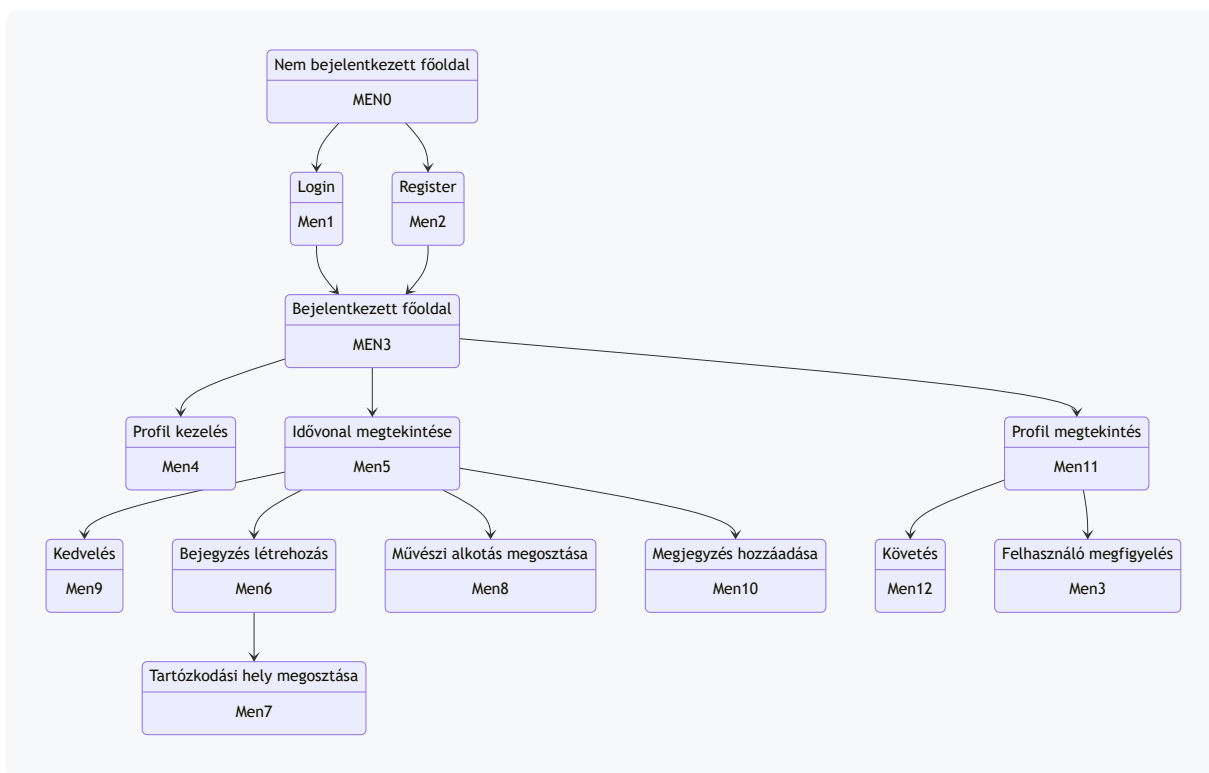 Nem bejelentkezett főoldal
MEN0
Login
Men1
Register
Men2
Bejelentkezett főoldal
MEN3
Profil kezelés
Men4
Idővonal megtekintése
Men5
Profil megtekintés
Men11
Kedvelés
Men9
Bejegyzés létrehozás
Men6
Művészi alkotás megosztása
Men8
Megjegyzés hozzáadása
Men10
Követés
Men12
Felhasználó megfigyelés
Men3
Tartózkodási hely megosztása
Men7